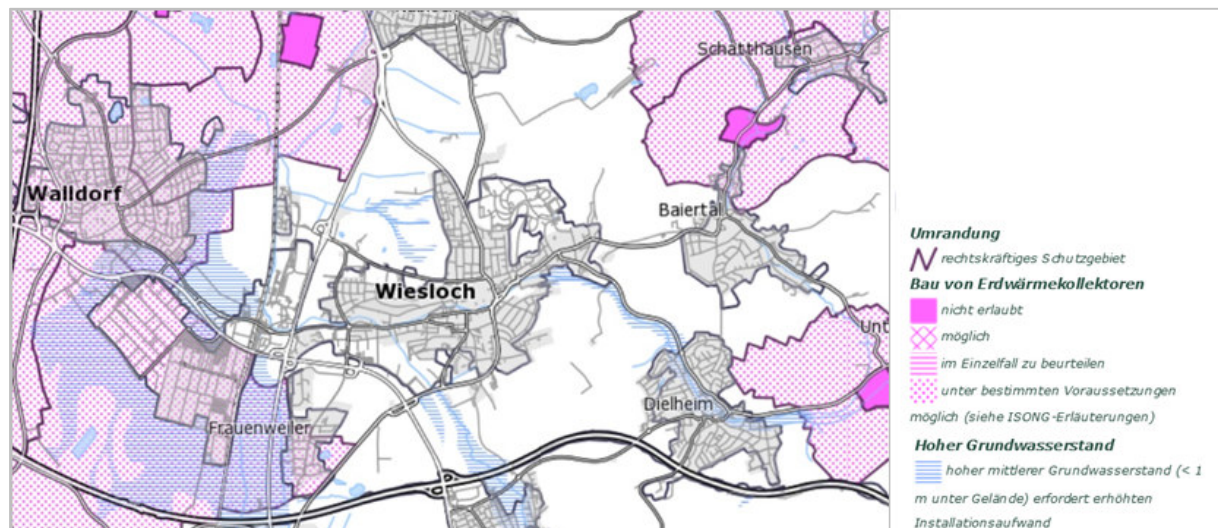 Schatthausen
Walldorf
Baiertal
Wiesloch
Unt
Dielheim
Frauenweiler
Umrandung
rechtskräftiges Schutzgebiet
Bau von Erdwärmekollektoren
nicht erlaubt
möglich
im Einzelfall zu beurteilen
unter bestimmten Voraussetzungen
möglich (siehe ISONG-Erläuterungen)
Hoher Grundwasserstand
hoher mittlerer Grundwasserstand (< 1
m unter Gelände) erfordert erhöhten
Installationsaufwand